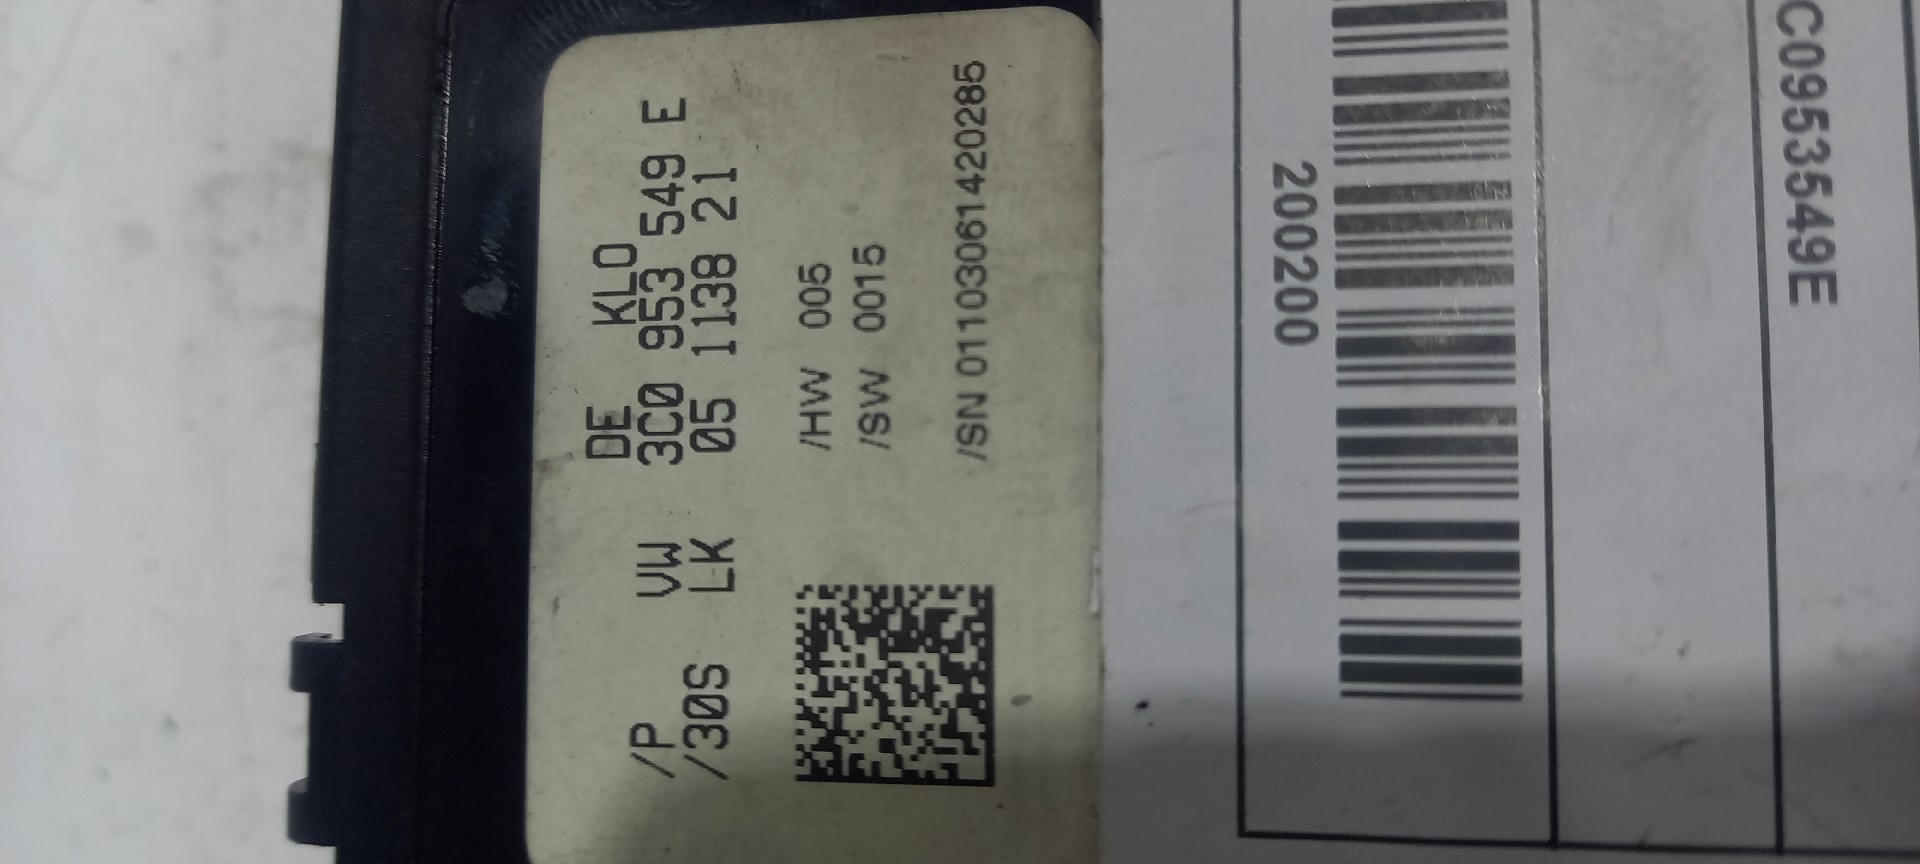 DE KLO
/P VW 3C0 953 549 E
/30S LK 05 1138 21
/HW 005
/SW 0015
/SN 01103061420285
C0953549E
200200